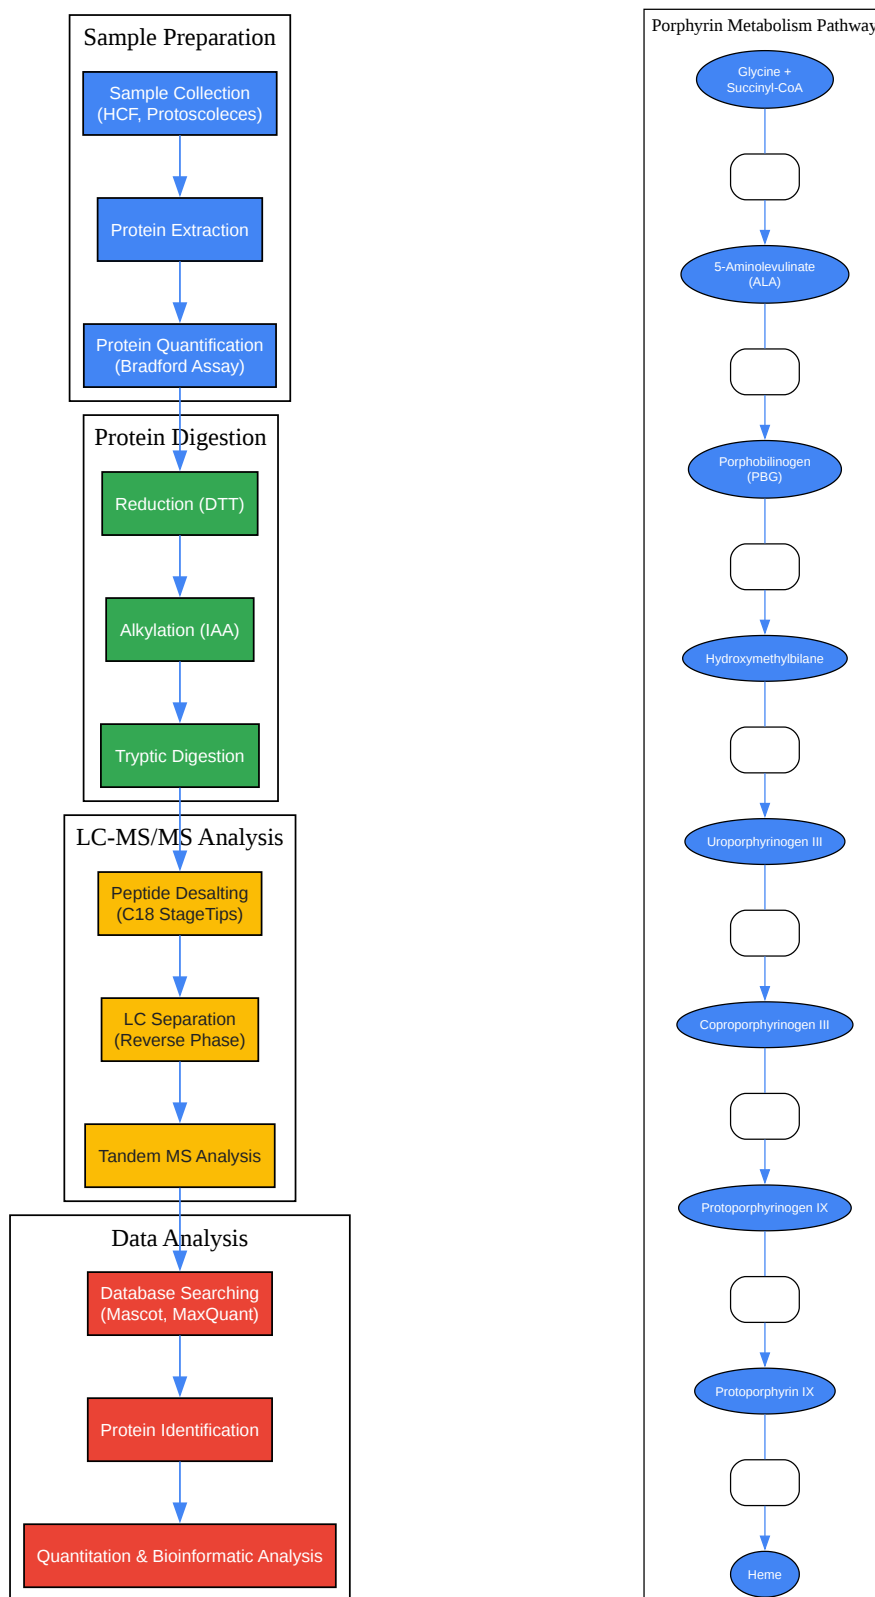 Sample Preparation
Sample Collection
(HCF, Protoscoleces)
Protein Extraction
Protein Quantification
(Bradford Assay)
Protein Digestion
Reduction (DTT)
Alkylation (IAA)
Tryptic Digestion
LC-MS/MS Analysis
Peptide Desalting
(C18 StageTips)
LC Separation
(Reverse Phase)
Tandem MS Analysis
Data Analysis
Database Searching
(Mascot, MaxQuant)
Protein Identification
Quantitation & Bioinformatic Analysis
Porphyrin Metabolism Pathway
Glycine +
Succinyl-CoA
5-Aminolevulinate
(ALA)
Porphobilinogen
(PBG)
Hydroxymethylbilane
Uroporphyrinogen III
Coproporphyrinogen III
Protoporphyrinogen IX
Protoporphyrin IX
Heme